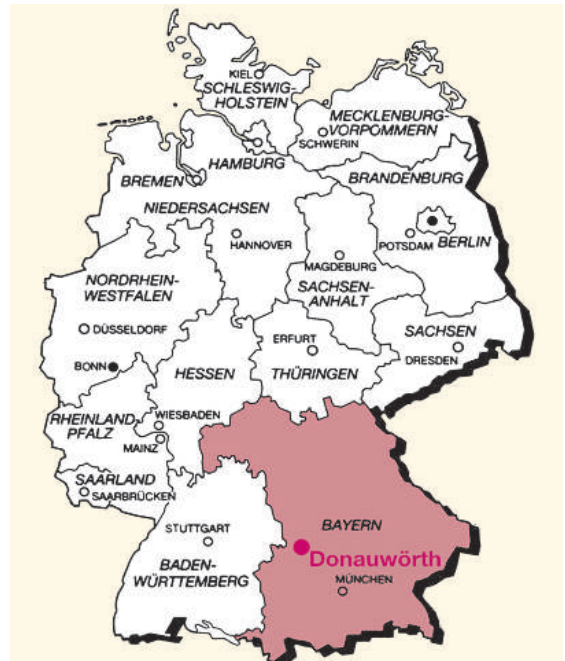 KIEL
SCHLESWIG-
HOLSTEIN
MECKLENBURG-
VORPOMMERN
SCHWERIN
HAMBURG
BREMEN
BRANDENBURG
NIEDERSACHSEN
HANNOVER
POTSDAM
BERLIN
MAGDEBURG
SACHSEN-
ANHALT
NORDRHEIN-
WESTFALEN
DÜSSELDORF
BONN
HESSEN
ERFURT
THÜRINGEN
SACHSEN
DRESDEN
RHEINLAND
PFALZ
WIESBADEN
MAINZ
SAARLAND
SAARBRÜCKEN
STUTTGART
BADEN-
WÜRTTEMBERG
BAYERN
Donauwörth
MÜNCHEN